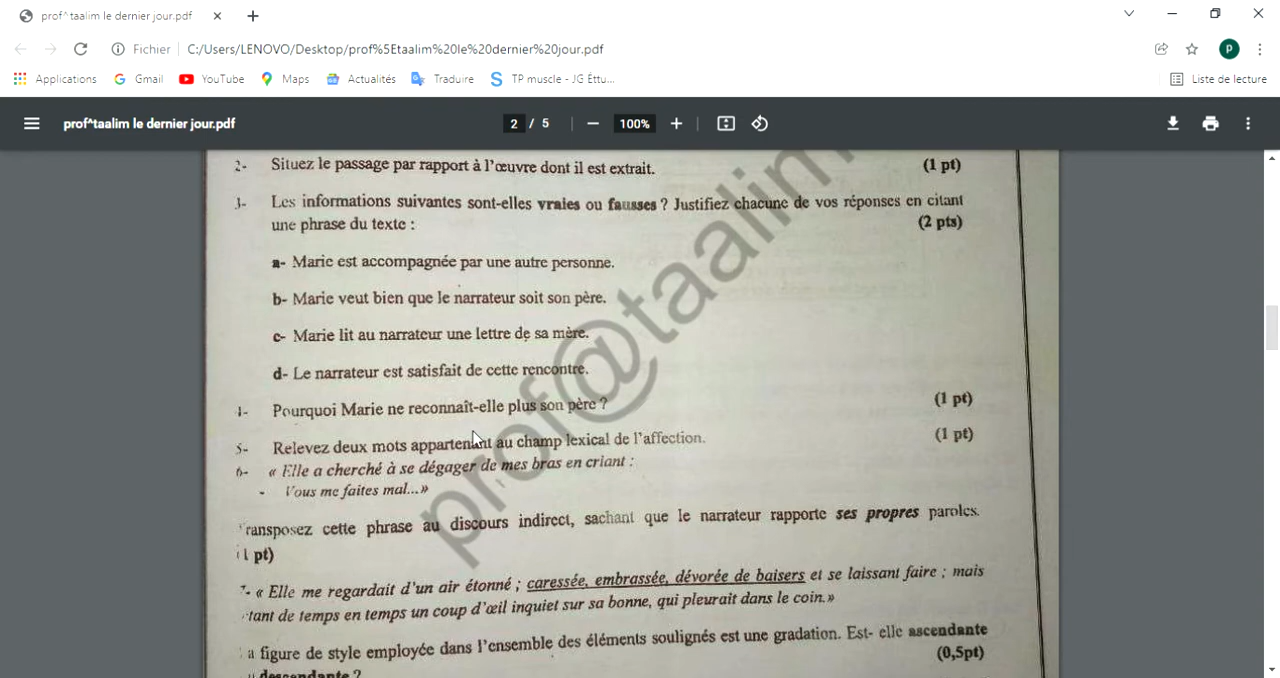 prof^taalim le dernier jour.pdf
Fichier C:/Users/LENOVO/Desktop/prof%5Etaalim%20le%20dernier%20jour.pdf
P
Applications Gmail YouTube Maps Actualités Traduire TP muscle - JG Éttu... Liste de lecture
prof^taalim le dernier jour.pdf 2 / 5 100%
2- Situez le passage par rapport à l'œuvre dont il est extrait. (1 pt)
3- Les informations suivantes sont-elles vraies ou fausses ? Justifiez chacune de vos réponses en citant
une phrase du texte : (2 pts)
a- Marie est accompagnée par une autre personne.
b- Marie veut bien que le narrateur soit son père.
c- Marie lit au narrateur une lettre de sa mère.
d- Le narrateur est satisfait de cette rencontre.
4- Pourquoi Marie ne reconnaît-elle plus son père ? (1 pt)
5- Relevez deux mots appartenant au champ lexical de l'affection. (1 pt)
6- « Elle a cherché à se dégager de mes bras en criant :
- Vous me faites mal...»
ransposez cette phrase au discours indirect, sachant que le narrateur rapporte ses propres paroles.
1 pt)
7- « Elle me regardait d'un air étonné ; caressée, embrassée, dévorée de baisers et se laissant faire ; mais
tant de temps en temps un coup d'œil inquiet sur sa bonne, qui pleurait dans le coin.»
a figure de style employée dans l'ensemble des éléments soulignés est une gradation. Est- elle ascendante
descendante ? (0,5pt)
prof@taalim